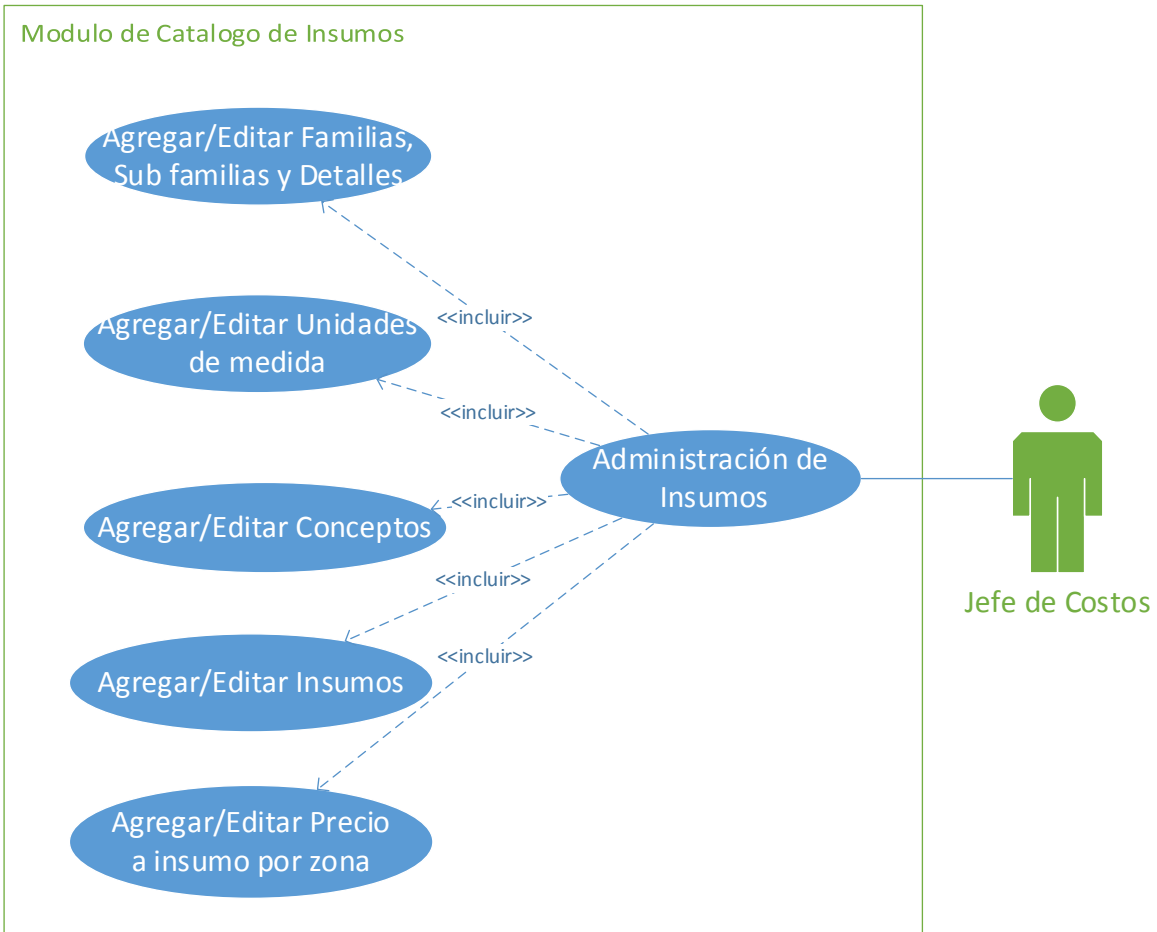 Modulo de Catalogo de Insumos
Agregar/Editar Familias,
Sub familias y Detalles
<<incluir>>
Agregar/Editar Unidades
de medida
<<incluir>>
Administración de
Insumos
Agregar/Editar Conceptos
<<incluir>>
<<incluir>>
Jefe de Costos
Agregar/Editar Insumos
<<incluir>>
Agregar/Editar Precio
a insumo por zona